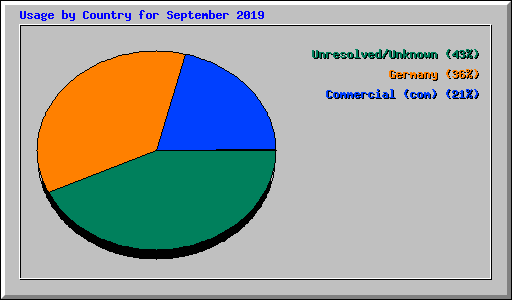 Usage by Country for September 2019
Unresolved/Unknown (43%)
Germany (36%)
Commercial (com) (21%)